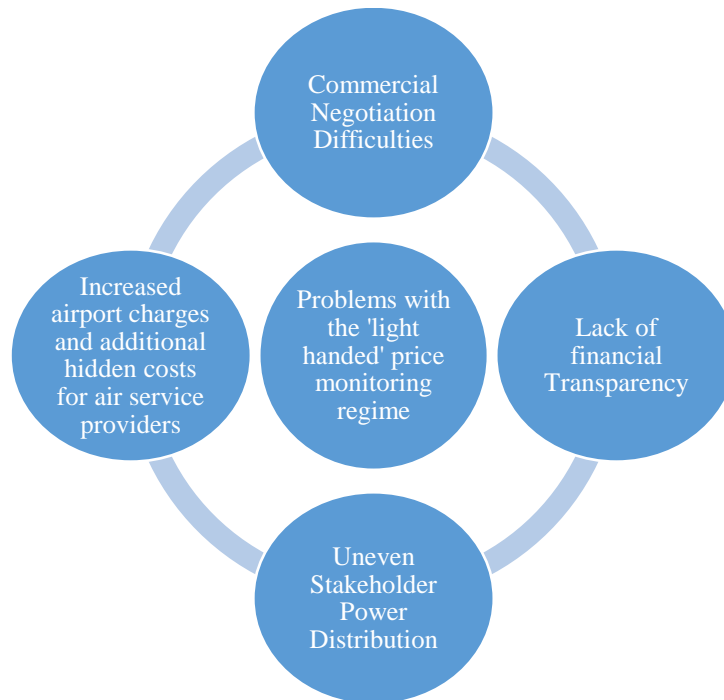 Commercial
Negotiation
Difficulties
Increased
airport charges
and additional
hidden costs
for air service
providers
Problems with
the 'light
handed' price
monitoring
regime
Lack of
financial
Transparency
Uneven
Stakeholder
Power
Distribution